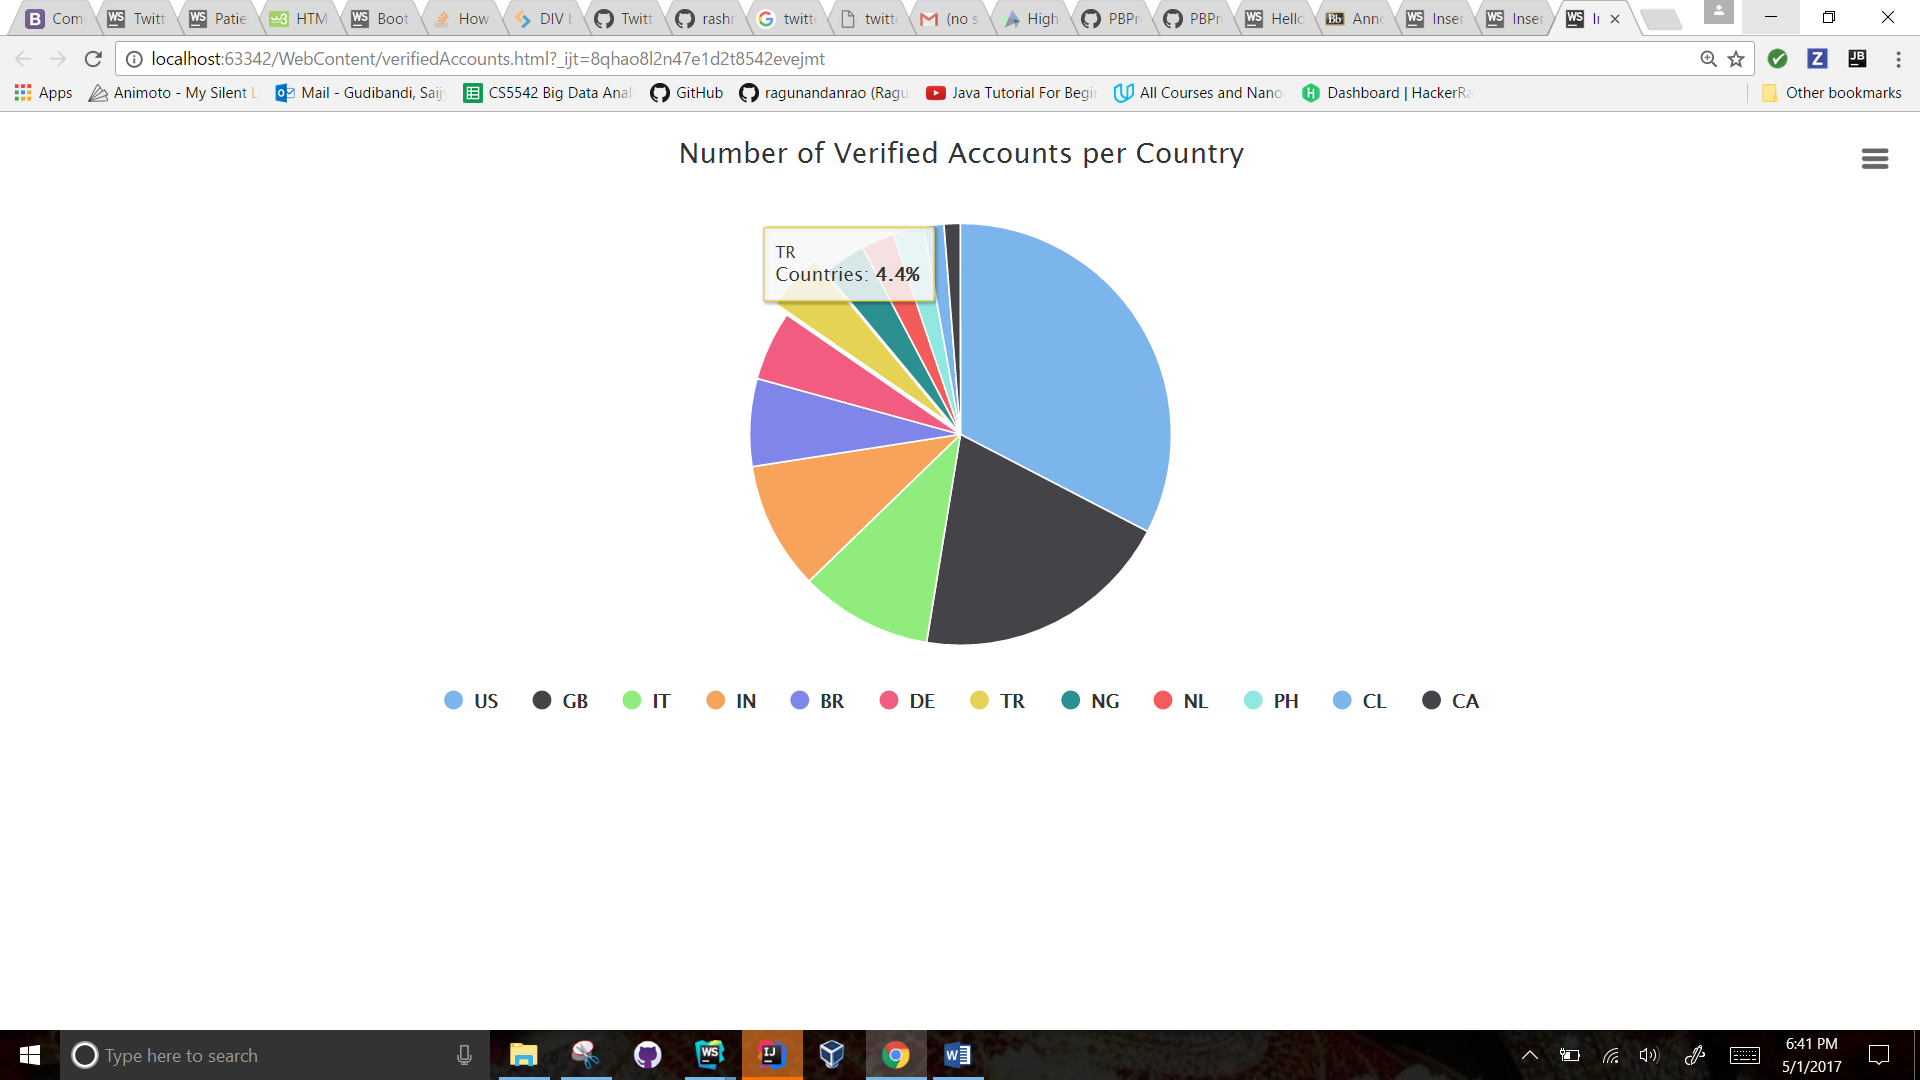 Com
Twitt
Patie
HTM
Boot
How
DIV
Twitt
rashr
twitt
twitt
(no s
High
PBPr
PBPr
Hello
Anno
Inser
Inser
localhost:63342/WebContent/verifiedAccounts.html?_ijt=8qhao8l2n47e1d2t8542evejmt
Apps
Animoto - My Silent
Mail - Gudibandi, Saij
CS5542 Big Data Anal
GitHub
ragunandanrao (Ragu
Java Tutorial For Begi
All Courses and Nano
Dashboard | HackerRa
Other bookmarks
Number of Verified Accounts per Country
TR
Countries: 4.4%
US GB IT IN BR DE TR NG NL PH CL CA
Type here to search
6:41 PM
5/1/2017